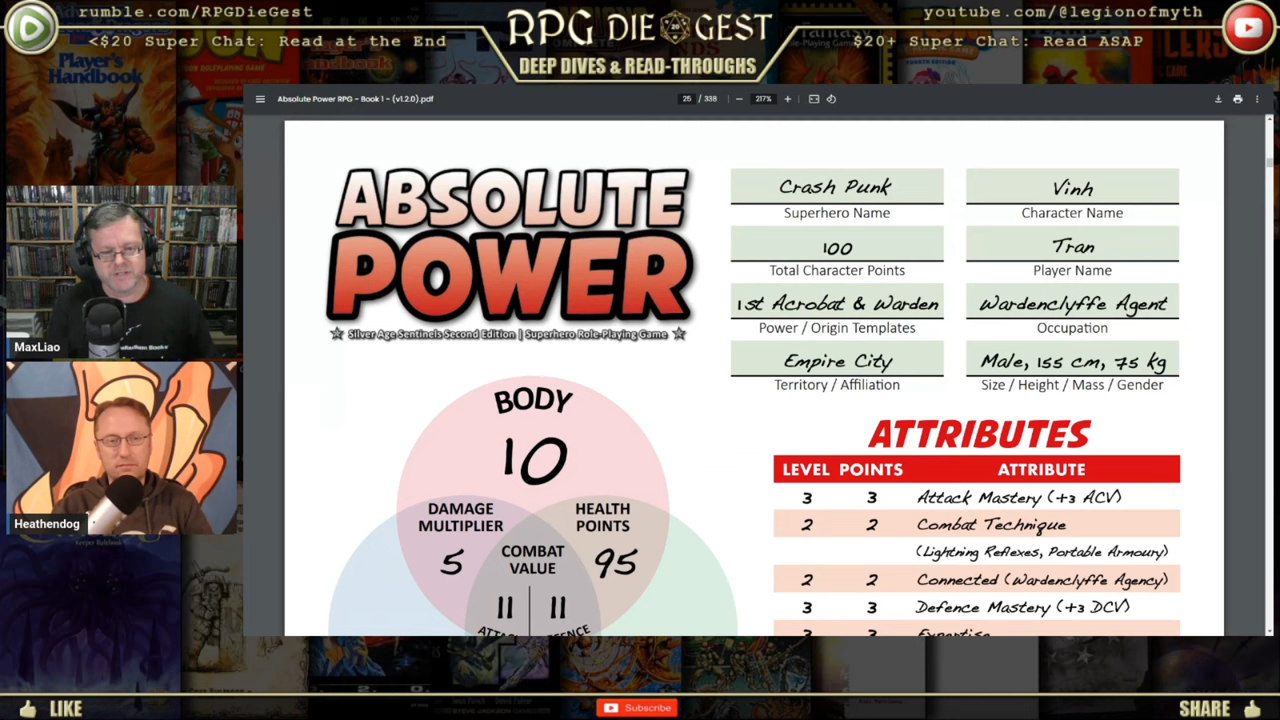 rumble.com/RPGDieGest
<$20 Super Chat: Read at the End
RPG DIE GEST
DEEP DIVES & READ-THROUGHS
youtube.com/@legionofmyth
$20+ Super Chat: Read ASAP
Player's
Handbook
Absolute Power RPG - Book 1 - (v1.2.0).pdf
25 / 338
217%
ABSOLUTE
POWER
Silver Age Sentinels Second Edition | Superhero Role-Playing Game
Crash Punk
Superhero Name
Vinh
Character Name
100
Total Character Points
Tran
Player Name
1st Acrobat & Warden
Power / Origin Templates
Wardenclyffe Agent
Occupation
Empire City
Territory / Affiliation
Male, 155 cm, 75 kg
Size / Height / Mass / Gender
BODY
10
DAMAGE
MULTIPLIER
5
HEALTH
POINTS
95
COMBAT
VALUE
11 11
ATTRIBUTES
LEVEL POINTS ATTRIBUTE
3 3 Attack Mastery (+3 ACV)
2 2 Combat Technique
(Lightning Reflexes, Portable Armoury)
2 2 Connected (Wardenclyffe Agency)
3 3 Defence Mastery (+3 DCV)
3 3 Expertise
MaxLiao
Heathendog
LIKE
Subscribe
SHARE